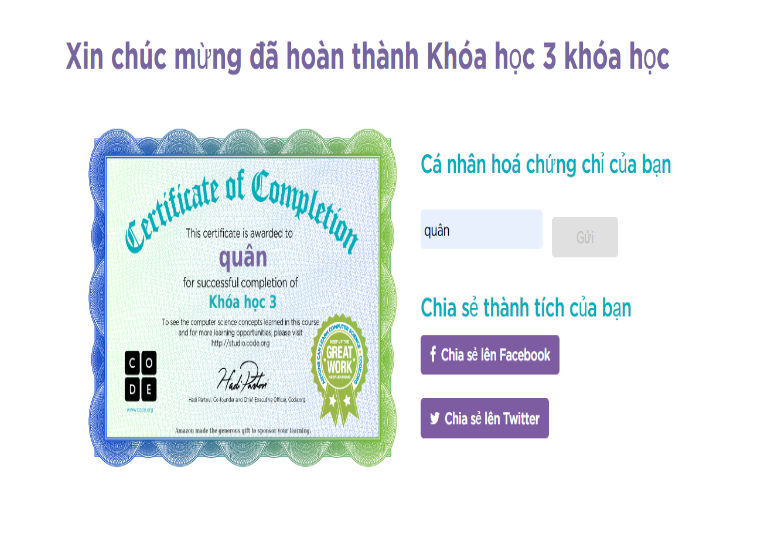 Xin chúc mừng đã hoàn thành Khóa học 3 khóa học
Certificate of Completion
This certificate is awarded to
quân
for successful completion of
Khóa học 3
To see the computer science concepts learned in this course
and for more learning opportunities, please visit
http://studio.code.org
GREAT
WORK
C O
D E
www.code.org
Hadi Partovi, Co-founder and Chief Executive Officer, Code.org
Amazon made the generous gift to sponsor your learning.
Cá nhân hoá chứng chỉ của bạn
quân
Gửi
Chia sẻ thành tích của bạn
Chia sẻ lên Facebook
Chia sẻ lên Twitter